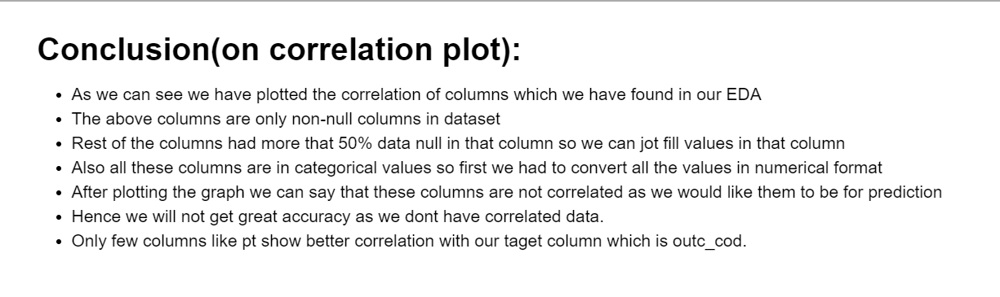 Conclusion(on correlation plot):
As we can see we have plotted the correlation of columns which we have found in our EDA
The above columns are only non-null columns in dataset
Rest of the columns had more that 50% data null in that column so we can jot fill values in that column
Also all these columns are in categorical values so first we had to convert all the values in numerical format
After plotting the graph we can say that these columns are not correlated as we would like them to be for prediction
Hence we will not get great accuracy as we dont have correlated data.
Only few columns like pt show better correlation with our taget column which is outc_cod.